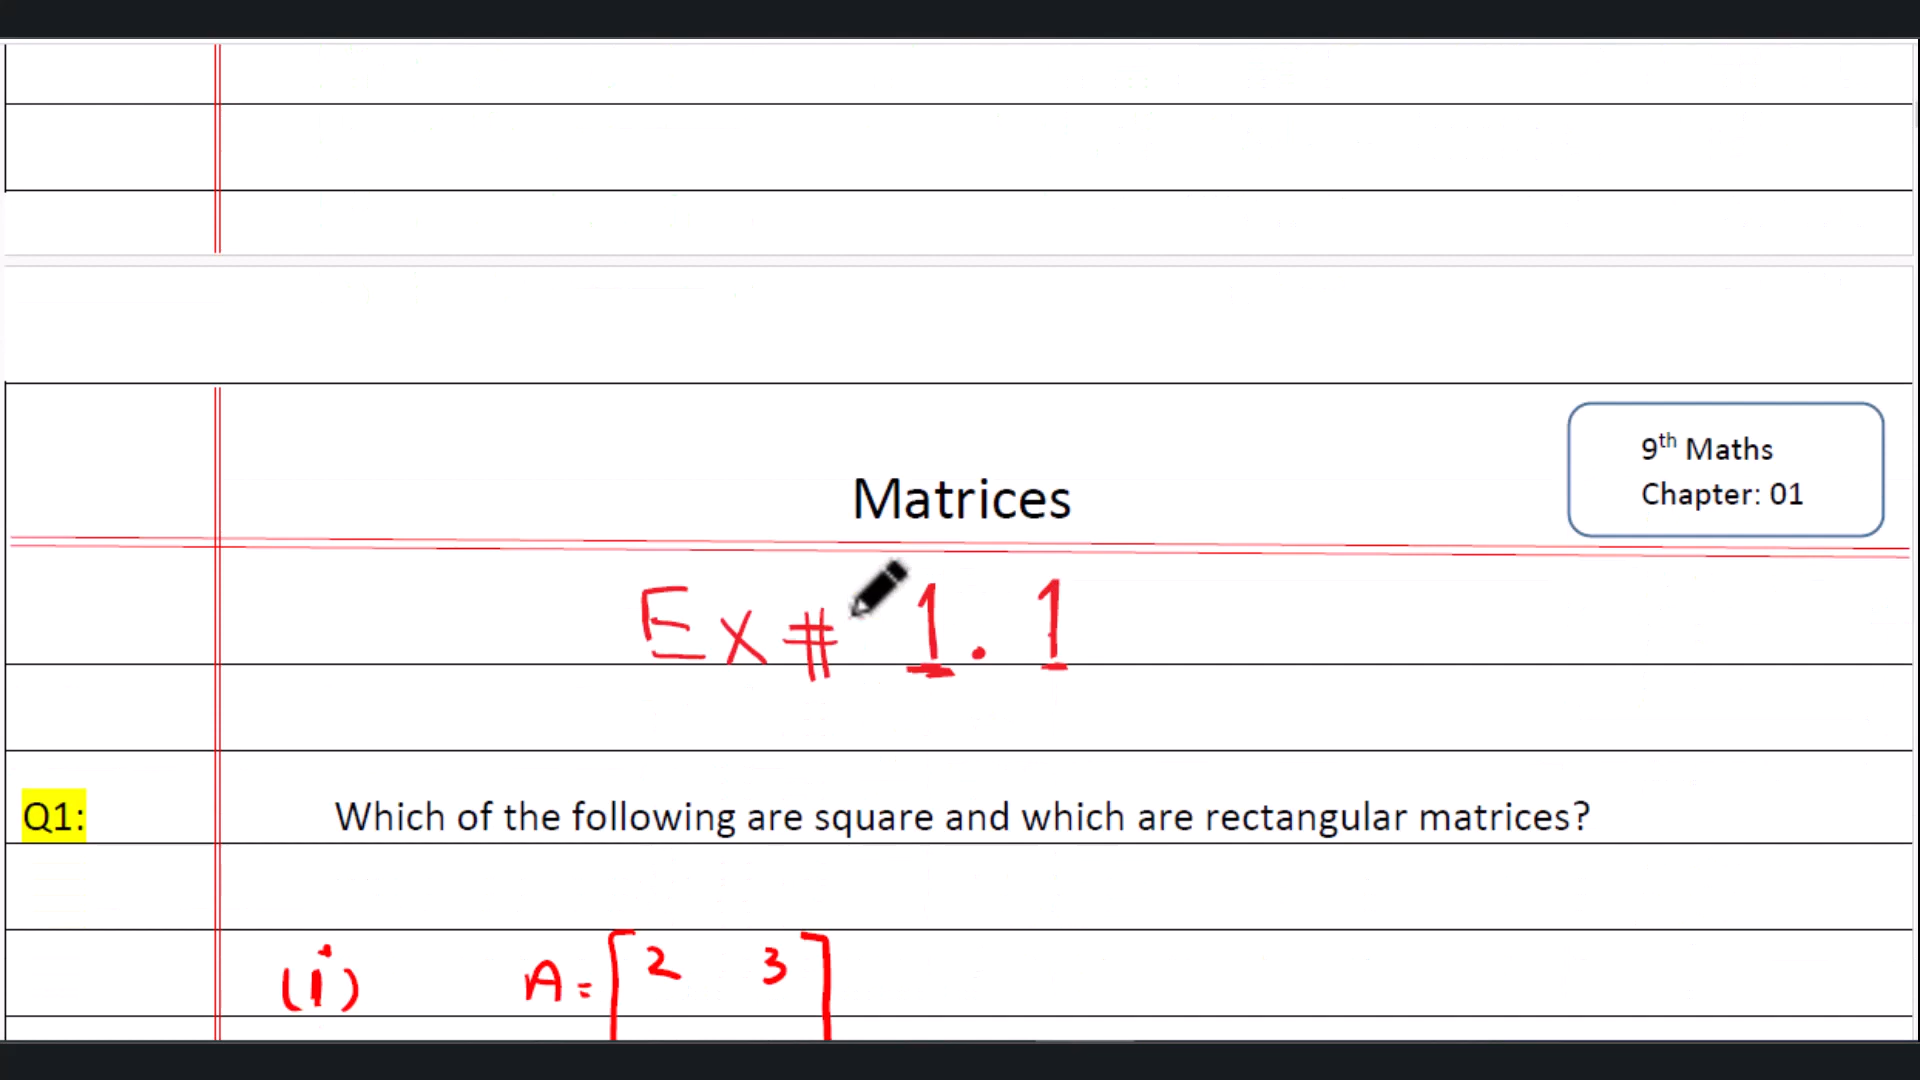 9th Maths
Chapter: 01
Matrices
Ex # 1.1
Q1: Which of the following are square and which are rectangular matrices?
(i) A = [2 3]